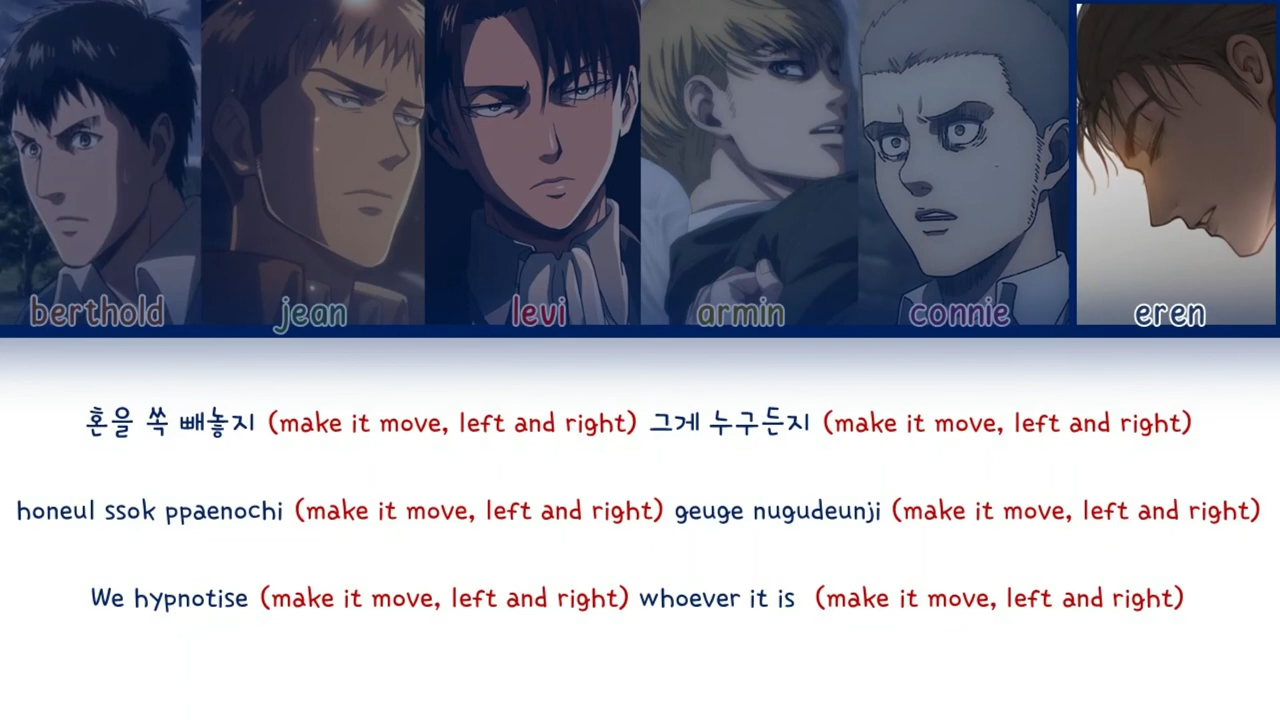 berthold jean levi armin connie eren
혼을 쏙 빼놓지 (make it move, left and right) 그게 누구든지 (make it move, left and right)
honeul ssok ppaenochi (make it move, left and right) geuge nugudeunji (make it move, left and right)
We hypnotise (make it move, left and right) whoever it is (make it move, left and right)